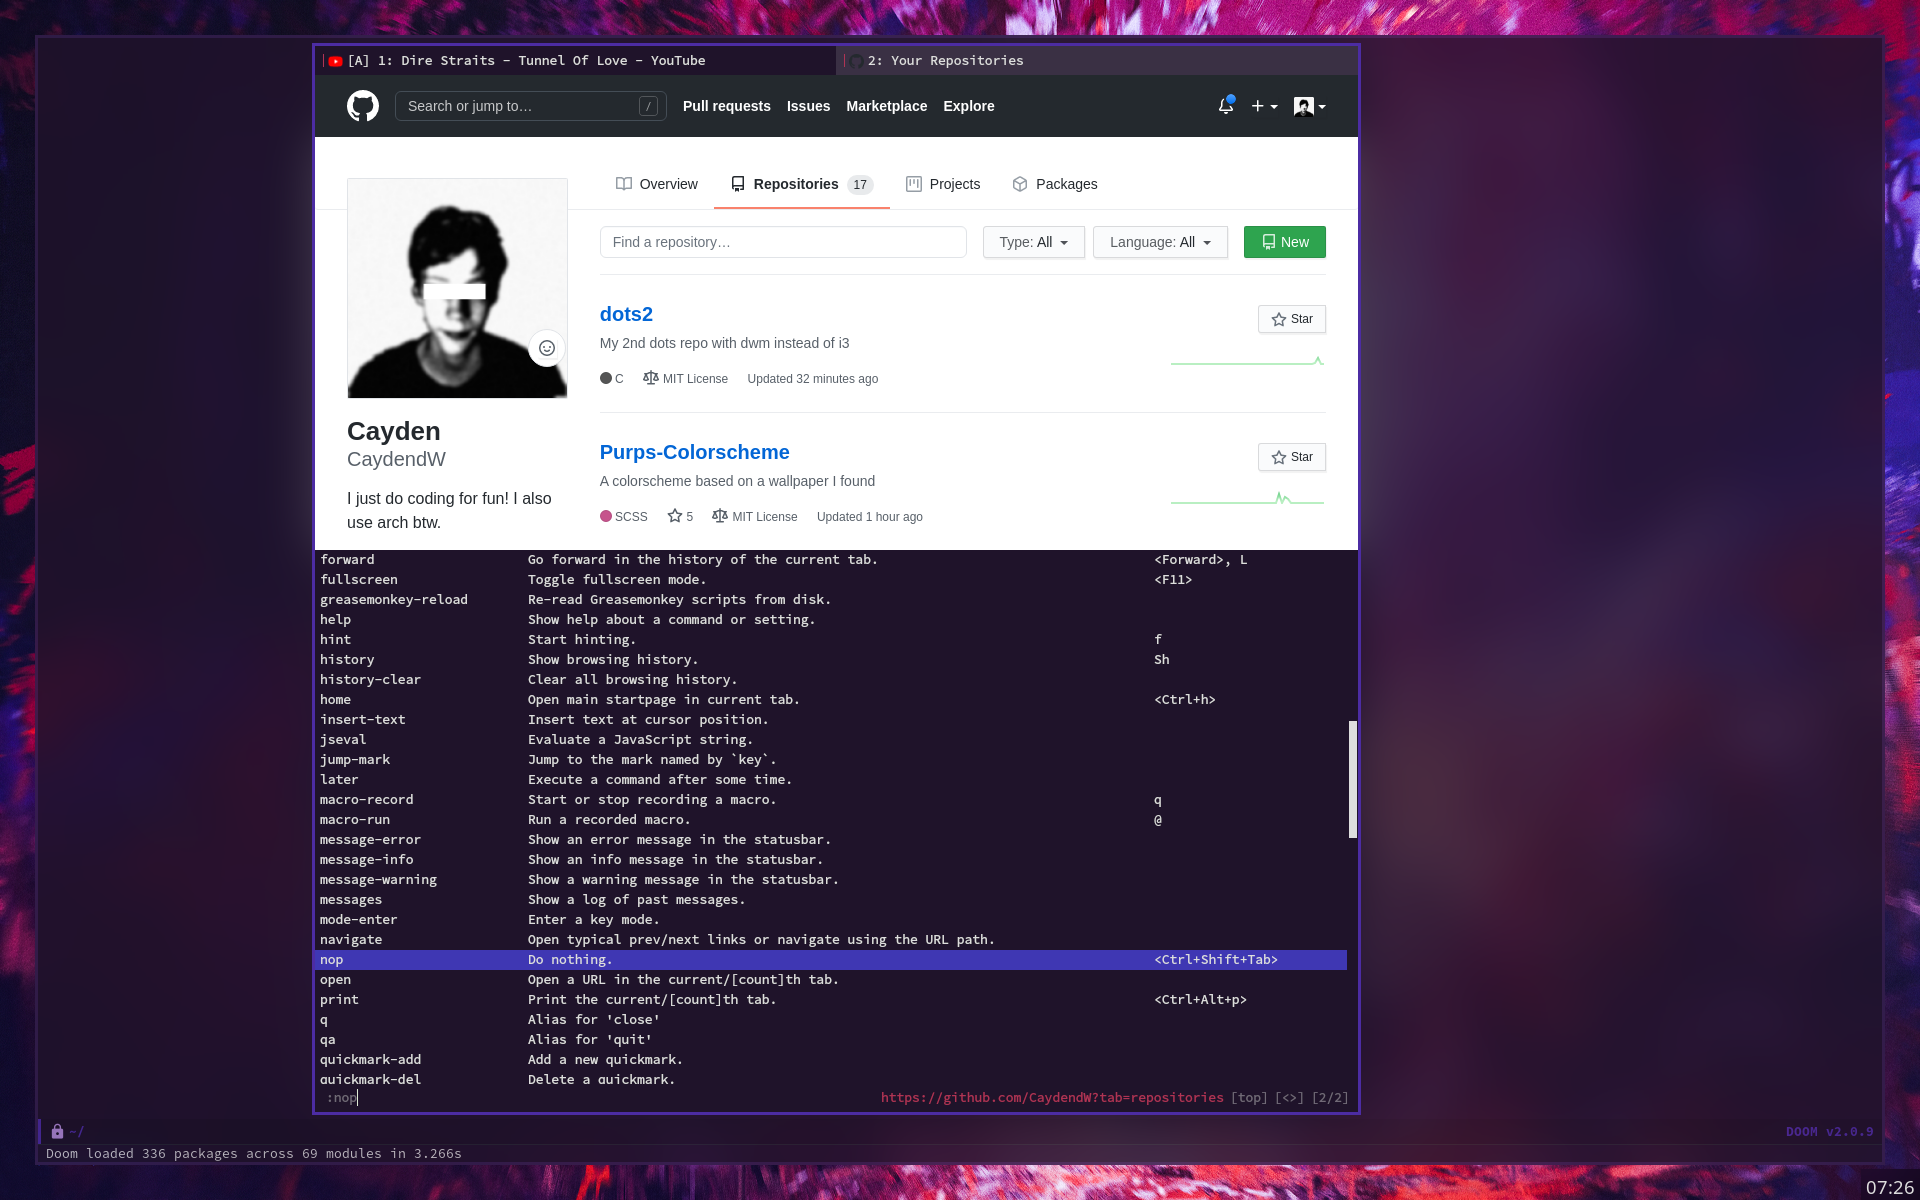 [A] 1: Dire Straits - Tunnel Of Love - YouTube
2: Your Repositories
Search or jump to… /
Pull requests Issues Marketplace Explore
Overview Repositories 17 Projects Packages
Find a repository… Type: All Language: All New
dots2
Star
My 2nd dots repo with dwm instead of i3
C MIT License Updated 32 minutes ago
Cayden
CaydendW
I just do coding for fun! I also
use arch btw.
Purps-Colorscheme
Star
A colorscheme based on a wallpaper I found
SCSS 5 MIT License Updated 1 hour ago
forward Go forward in the history of the current tab. <Forward>, L
fullscreen Toggle fullscreen mode. <F11>
greasemonkey-reload Re-read Greasemonkey scripts from disk.
help Show help about a command or setting.
hint Start hinting. f
history Show browsing history. Sh
history-clear Clear all browsing history.
home Open main startpage in current tab. <Ctrl+h>
insert-text Insert text at cursor position.
jseval Evaluate a JavaScript string.
jump-mark Jump to the mark named by `key`.
later Execute a command after some time.
macro-record Start or stop recording a macro. q
macro-run Run a recorded macro. @
message-error Show an error message in the statusbar.
message-info Show an info message in the statusbar.
message-warning Show a warning message in the statusbar.
messages Show a log of past messages.
mode-enter Enter a key mode.
navigate Open typical prev/next links or navigate using the URL path.
nop Do nothing. <Ctrl+Shift+Tab>
open Open a URL in the current/[count]th tab.
print Print the current/[count]th tab. <Ctrl+Alt+p>
q Alias for 'close'
qa Alias for 'quit'
quickmark-add Add a new quickmark.
quickmark-del Delete a quickmark.
:nop https://github.com/CaydendW?tab=repositories [top] [<>] [2/2]
~/ DOOM v2.0.9
Doom loaded 336 packages across 69 modules in 3.266s
07:26